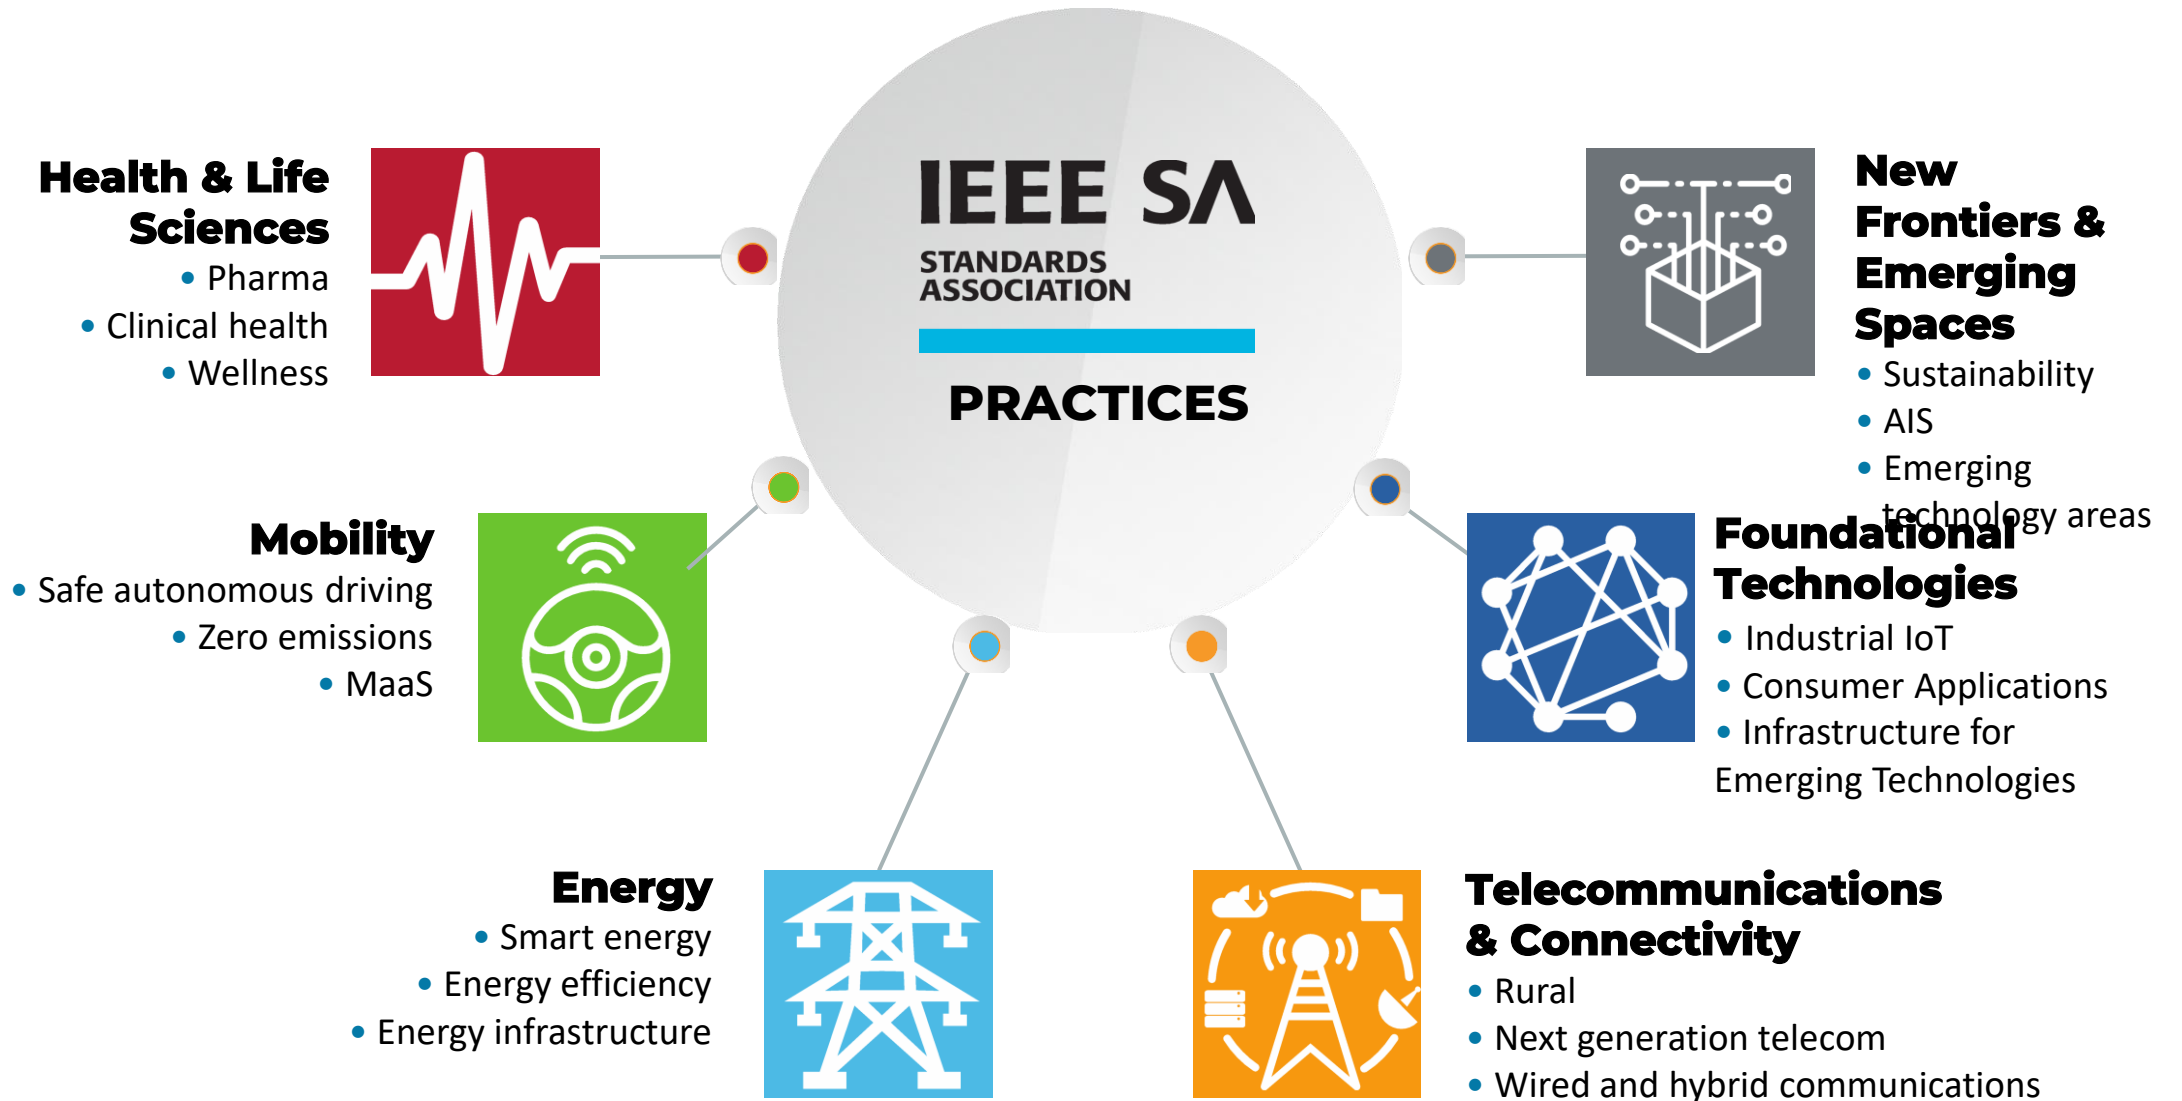 IEEE SA
STANDARDS
ASSOCIATION
PRACTICES
Health & Life
Sciences
• Pharma
• Clinical health
• Wellness
Mobility
• Safe autonomous driving
• Zero emissions
• MaaS
Energy
• Smart energy
• Energy efficiency
• Energy infrastructure
New
Frontiers &
Emerging
Spaces
• Sustainability
• AIS
• Emerging
technology areas
Foundational
Technologies
• Industrial IoT
• Consumer Applications
• Infrastructure for
Emerging Technologies
Telecommunications
& Connectivity
• Rural
• Next generation telecom
• Wired and hybrid communications